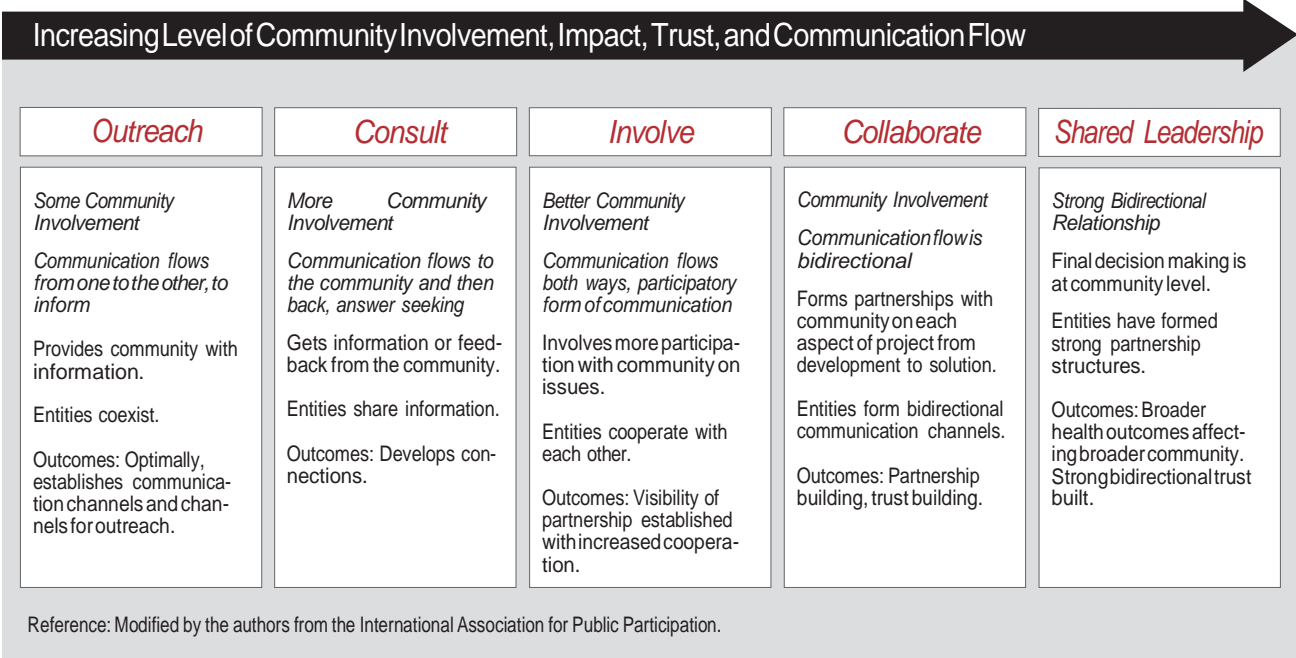 Increasing Level of Community Involvement, Impact, Trust, and Communication Flow
Outreach
Some Community
Involvement
Communication flows
from one to the other, to
inform
Provides community with
information.
Entities coexist.
Outcomes: Optimally,
establishes communica-
tion channels and chan-
nels for outreach.
Consult
More Community
Involvement
Communication flows to
the community and then
back, answer seeking
Gets information or feed-
back from the community.
Entities share information.
Outcomes: Develops con-
nections.
Involve
Better Community
Involvement
Communication flows
both ways, participatory
form of communication
Involves more participa-
tion with community on
issues.
Entities cooperate with
each other.
Outcomes: Visibility of
partnership established
with increased coopera-
tion.
Collaborate
Community Involvement
Communication flow is
bidirectional
Forms partnerships with
community on each
aspect of project from
development to solution.
Entities form bidirectional
communication channels.
Outcomes: Partnership
building, trust building.
Shared Leadership
Strong Bidirectional
Relationship
Final decision making is
at community level.
Entities have formed
strong partnership
structures.
Outcomes: Broader
health outcomes affect-
ing broader community.
Strong bidirectional trust
built.
Reference: Modified by the authors from the International Association for Public Participation.